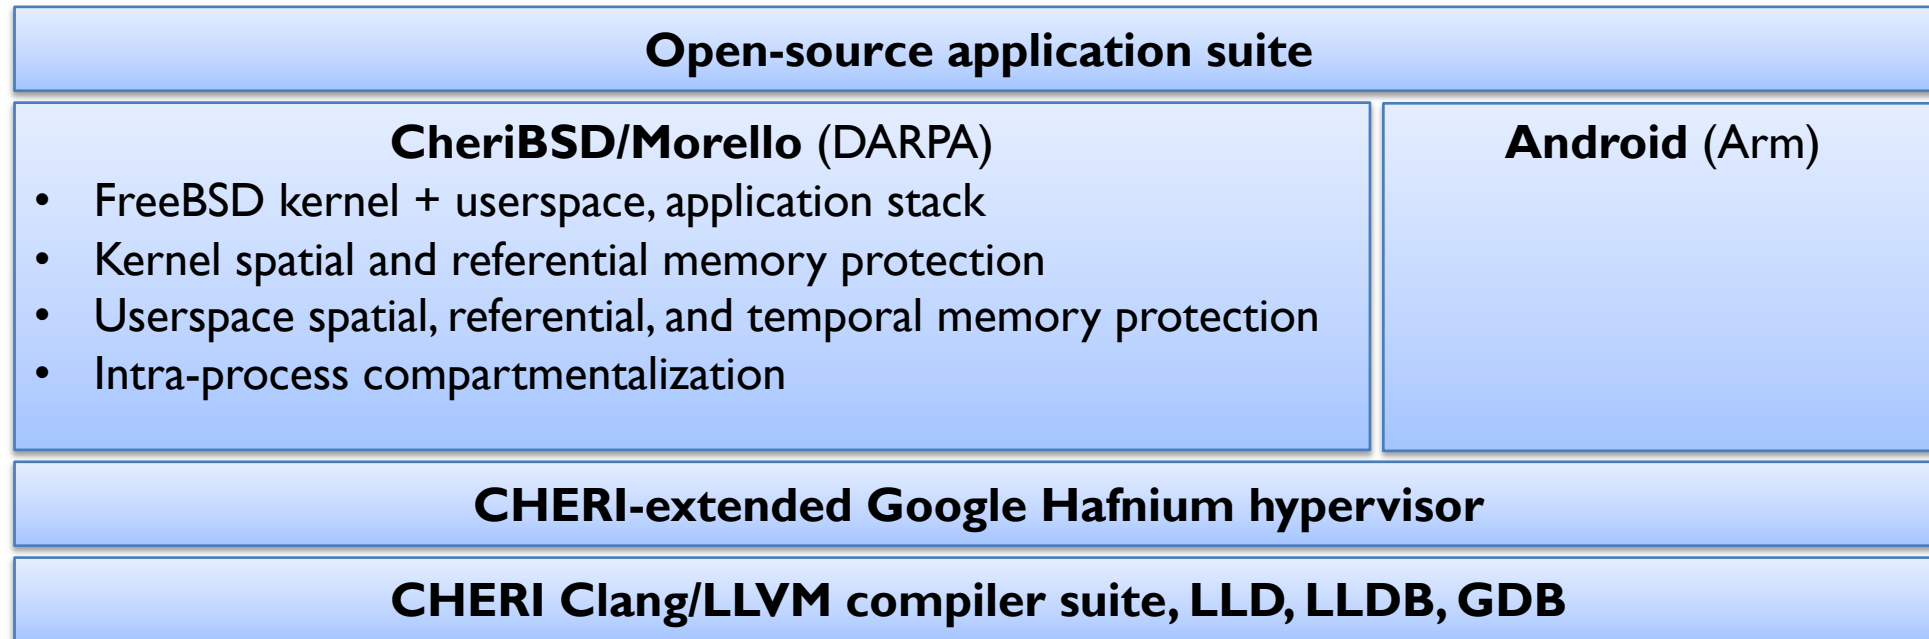 Open-source application suite
CheriBSD/Morello (DARPA)
• FreeBSD kernel + userspace, application stack
• Kernel spatial and referential memory protection
• Userspace spatial, referential, and temporal memory protection
• Intra-process compartmentalization
Android (Arm)
CHERI-extended Google Hafnium hypervisor
CHERI Clang/LLVM compiler suite, LLD, LLDB, GDB